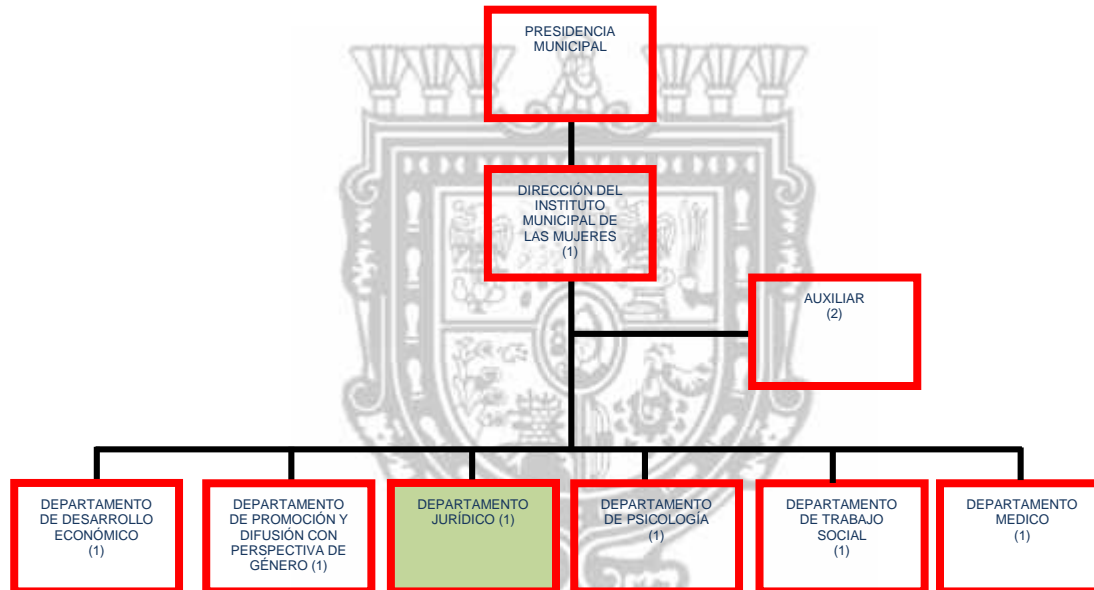 PRESIDENCIA
MUNICIPAL
DIRECCIÓN DEL
INSTITUTO
MUNICIPAL DE
LAS MUJERES
(1)
AUXILIAR
(2)
DEPARTAMENTO
DE DESARROLLO
ECONÓMICO
(1)
DEPARTAMENTO
DE PROMOCIÓN Y
DIFUSIÓN CON
PERSPECTIVA DE
GÉNERO (1)
DEPARTAMENTO
JURÍDICO (1)
DEPARTAMENTO
DE PSICOLOGÍA
(1)
DEPARTAMENTO
DE TRABAJO
SOCIAL
(1)
DEPARTAMENTO
MEDICO
(1)